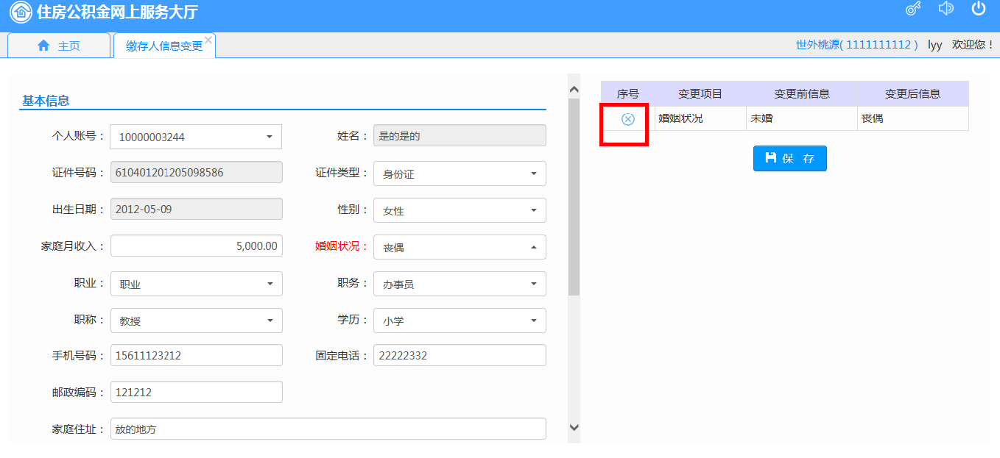 住房公积金网上服务大厅
主页
缴存人信息变更
世外桃源( 1111111112 ) lyy 欢迎您！
基本信息
个人账号： 10000003244 姓名： 是的是的
证件号码： 610401201205098586 证件类型： 身份证
出生日期： 2012-05-09 性别： 女性
家庭月收入： 5,000.00 婚姻状况： 丧偶
职业： 职业 职务： 办事员
职称： 教授 学历： 小学
手机号码： 15611123212 固定电话： 22222332
邮政编码： 121212
家庭住址： 放的地方
序号 变更项目 变更前信息 变更后信息
婚姻状况 未婚 丧偶
保 存